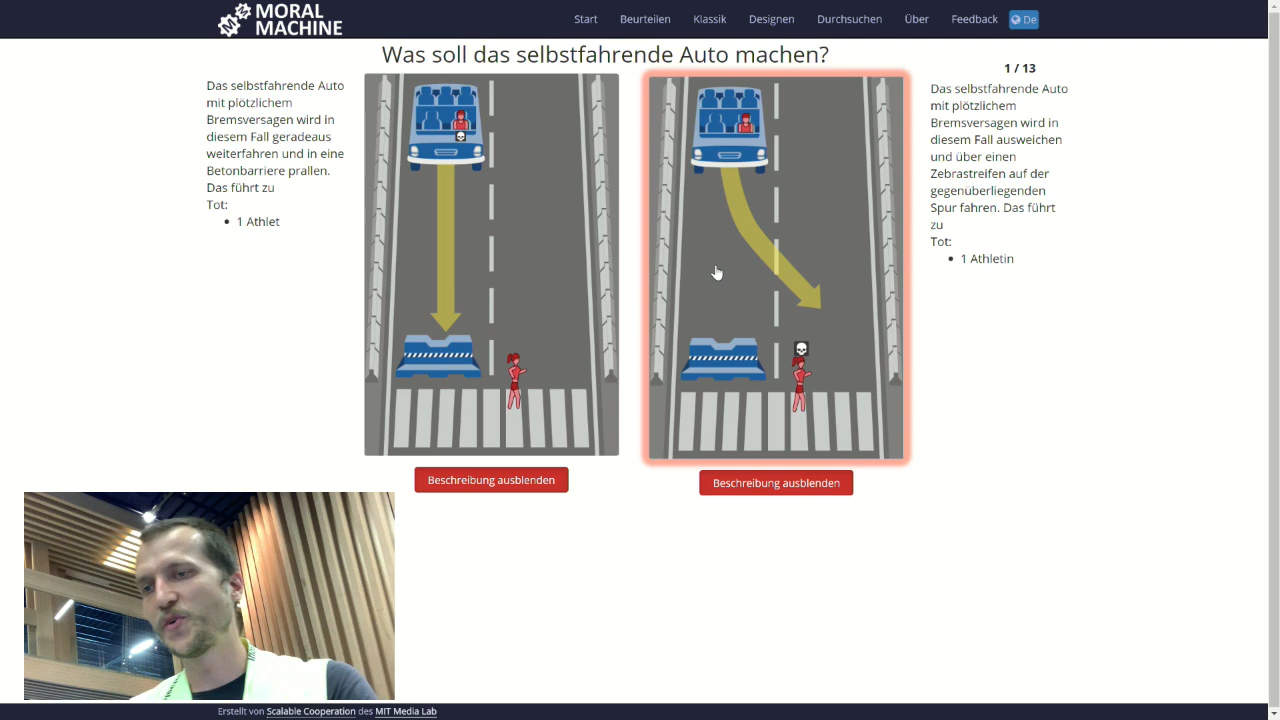 MORAL
MACHINE
Start Beurteilen Klassik Designen Durchsuchen Über Feedback De
Was soll das selbstfahrende Auto machen?
Das selbstfahrende Auto
mit plötzlichem
Bremsversagen wird in
diesem Fall geradeaus
weiterfahren und in eine
Betonbarriere prallen.
Das führt zu
Tot:
1 Athlet
Beschreibung ausblenden
1 / 13
Das selbstfahrende Auto
mit plötzlichem
Bremsversagen wird in
diesem Fall ausweichen
und über einen
Zebrastreifen auf der
gegenüberliegenden
Spur fahren. Das führt
zu
Tot:
1 Athletin
Beschreibung ausblenden
Erstellt von Scalable Cooperation des MIT Media Lab